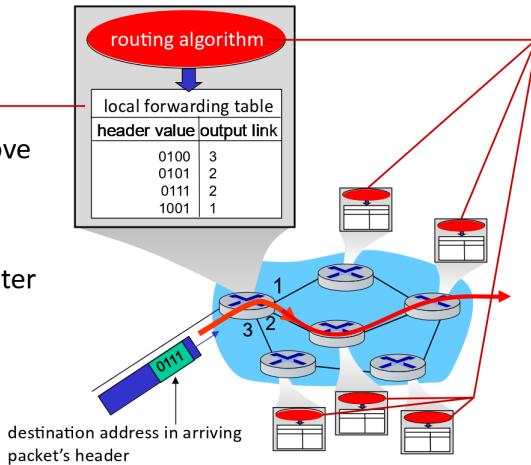 routing algorithm
local forwarding table
header value output link
0100 3
0101 2
0111 2
1001 1
ove
ter
1
3 2
0111
destination address in arriving
packet's header